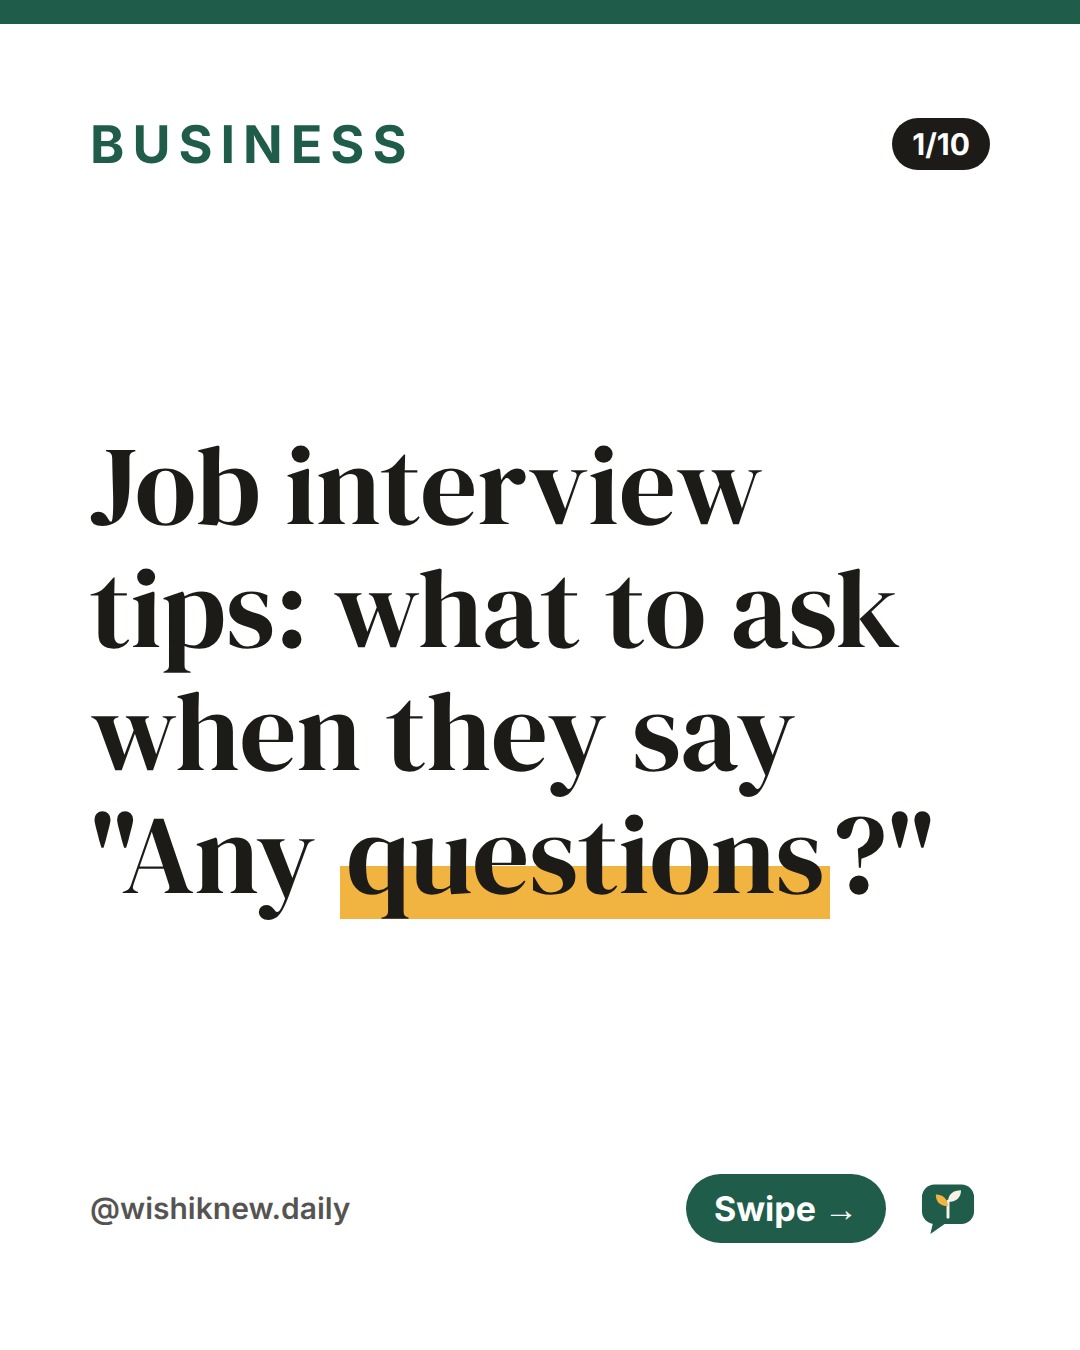 BUSINESS
1/10
Job interview
tips: what to ask
when they say
"Any questions?"
@wishiknew.daily
Swipe →